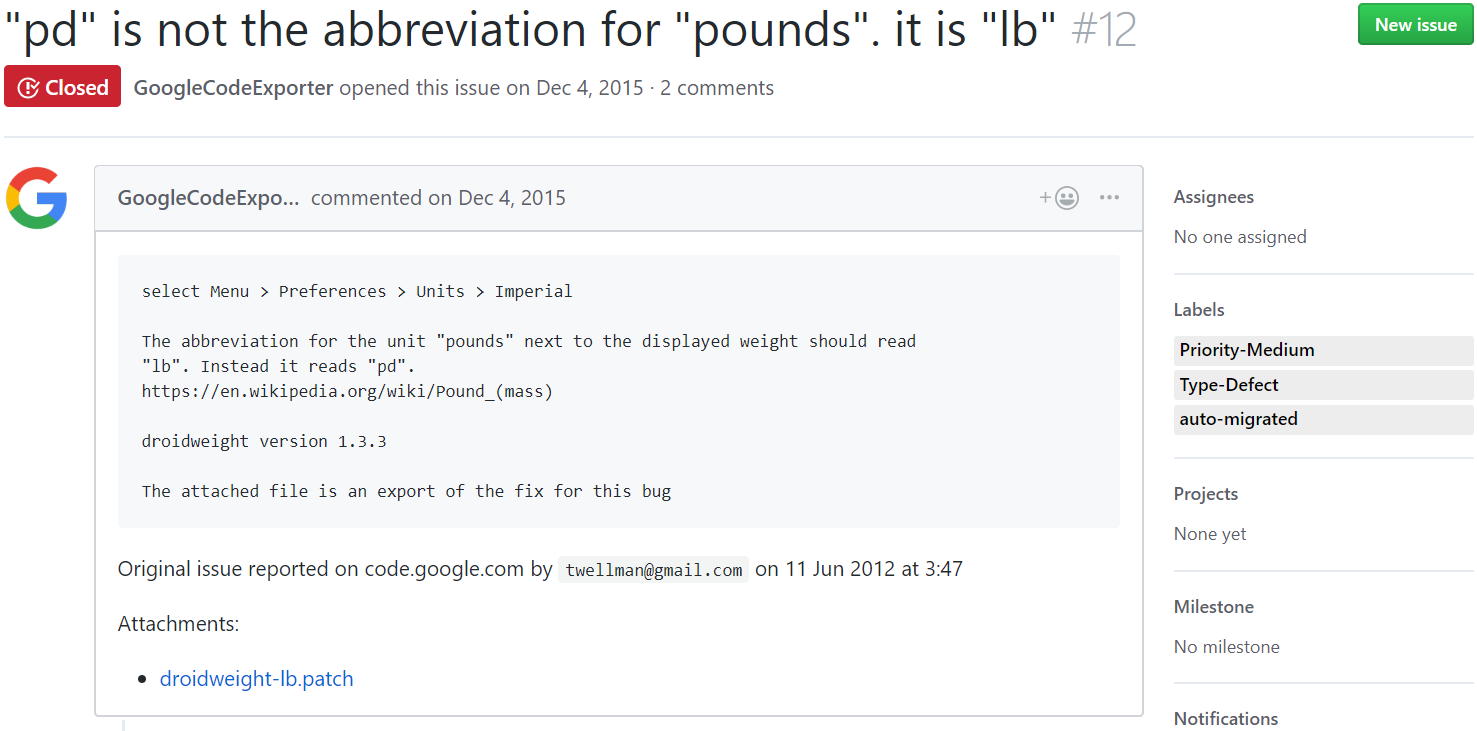 "pd" is not the abbreviation for "pounds". it is "lb" #12
New issue
Closed
GoogleCodeExporter opened this issue on Dec 4, 2015 · 2 comments
GoogleCodeExpo... commented on Dec 4, 2015
select Menu > Preferences > Units > Imperial
The abbreviation for the unit "pounds" next to the displayed weight should read
"lb". Instead it reads "pd".
https://en.wikipedia.org/wiki/Pound_(mass)
droidweight version 1.3.3
The attached file is an export of the fix for this bug
Original issue reported on code.google.com by twellman@gmail.com on 11 Jun 2012 at 3:47
Attachments:
• droidweight-lb.patch
Assignees
No one assigned
Labels
Priority-Medium
Type-Defect
auto-migrated
Projects
None yet
Milestone
No milestone
Notifications